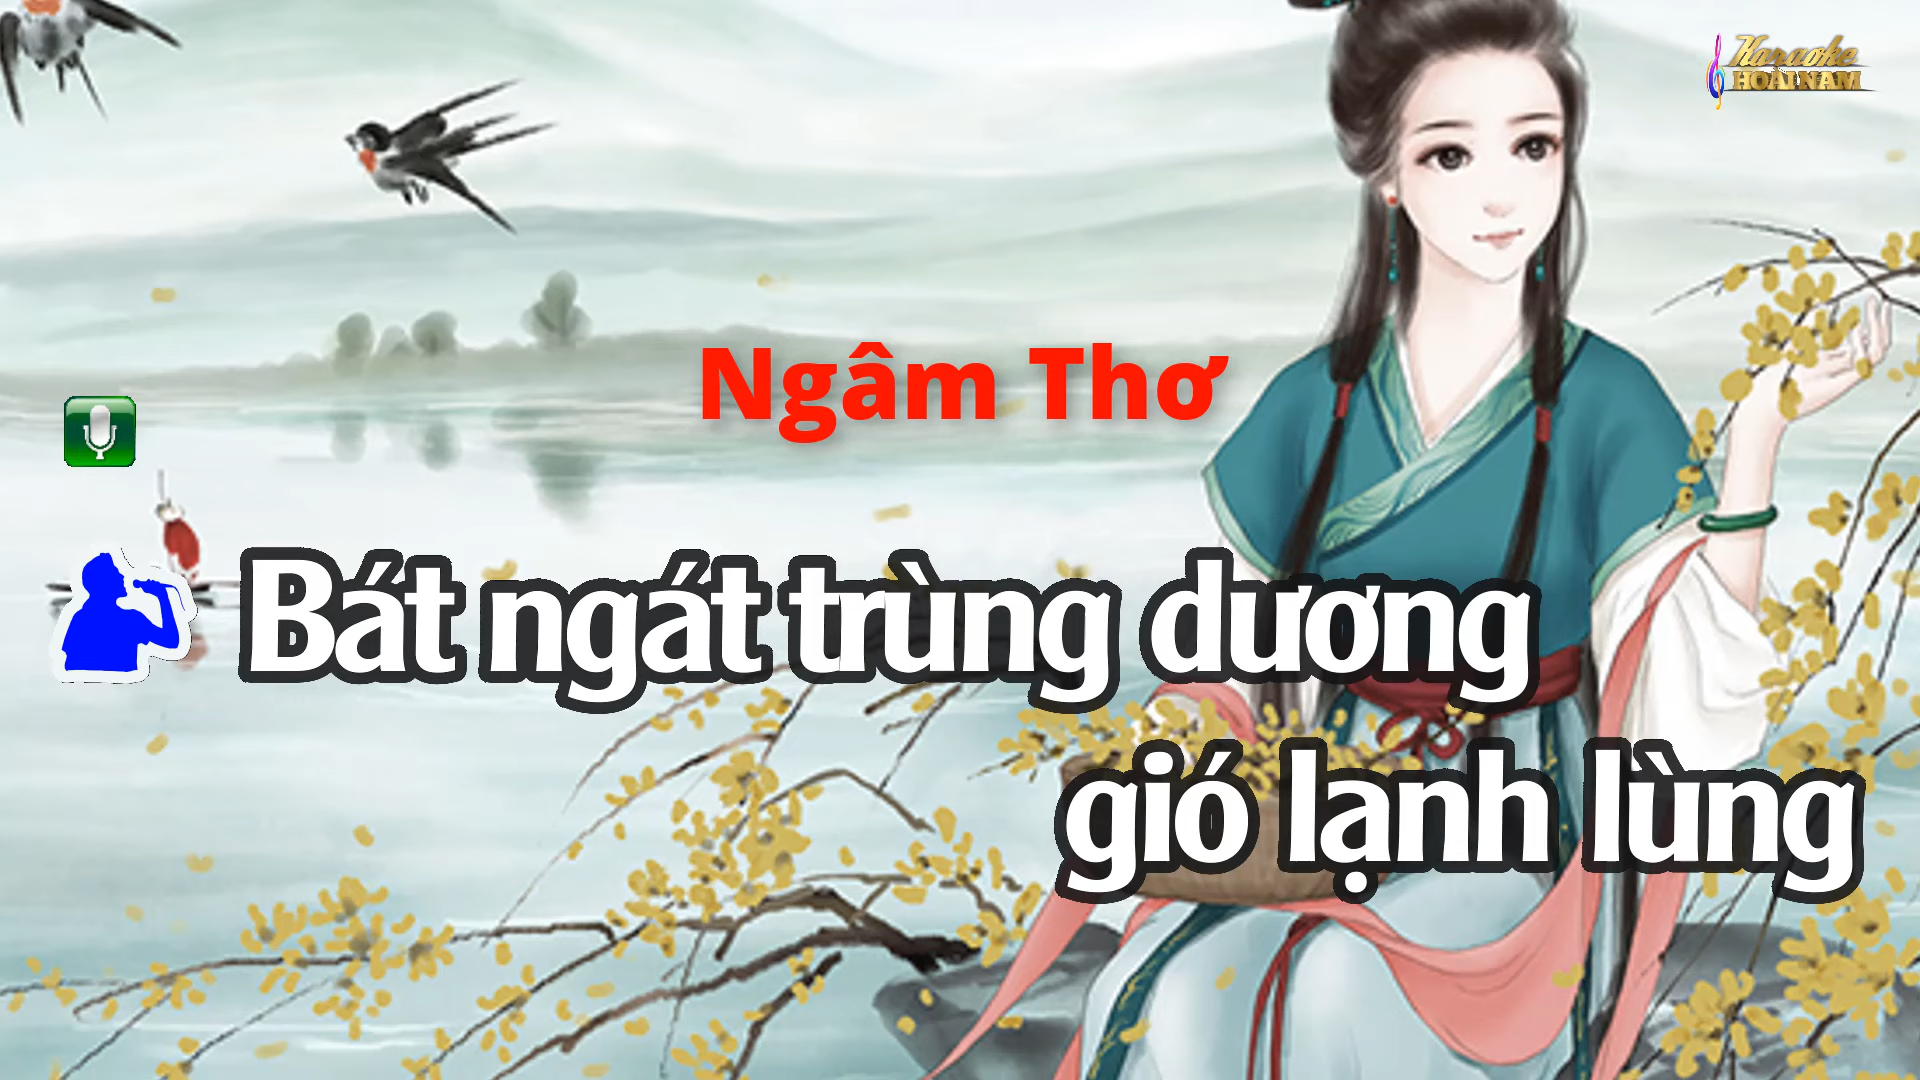 Karaoke
HOÀI NAM
Ngâm Thơ
Bát ngát trùng dương
gió lạnh lùng